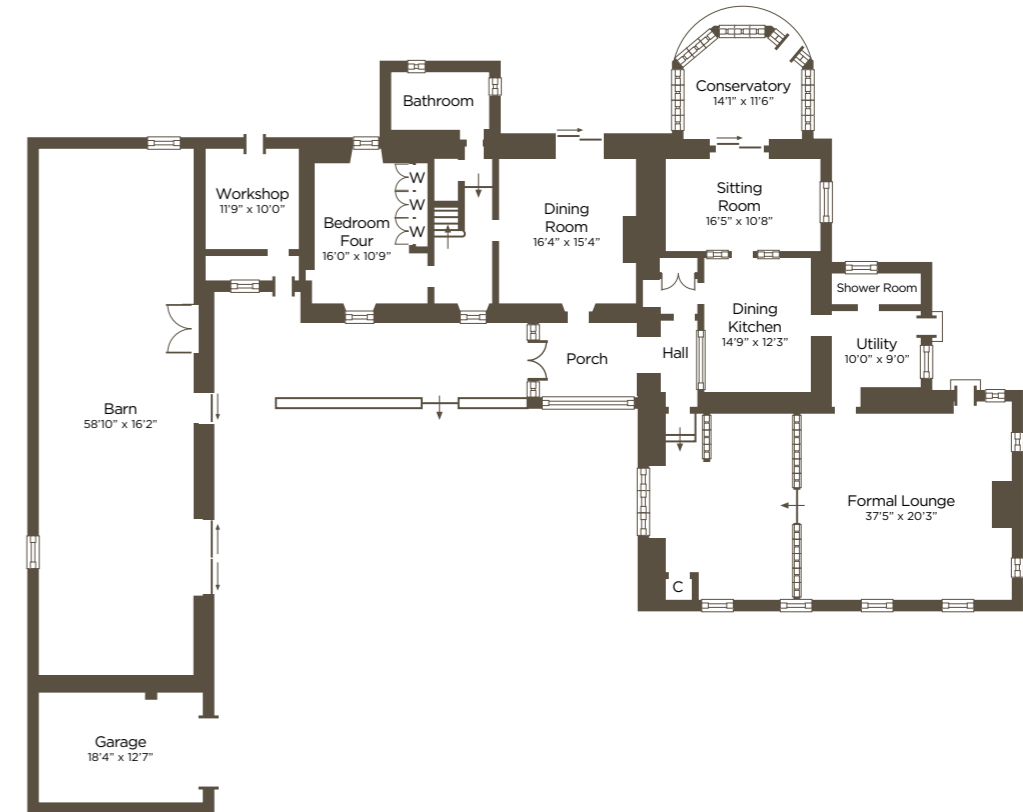 Conservatory
14'1" x 11'6"
Bathroom
Workshop
11'9" x 10'0"
W
W
W
Bedroom
Four
16'0" x 10'9"
Dining
Room
16'4" x 15'4"
Sitting
Room
16'5" x 10'8"
Shower Room
Dining
Kitchen
14'9" x 12'3"
Utility
10'0" x 9'0"
Porch
Hall
Barn
58'10" x 16'2"
Formal Lounge
37'5" x 20'3"
C
Garage
18'4" x 12'7"